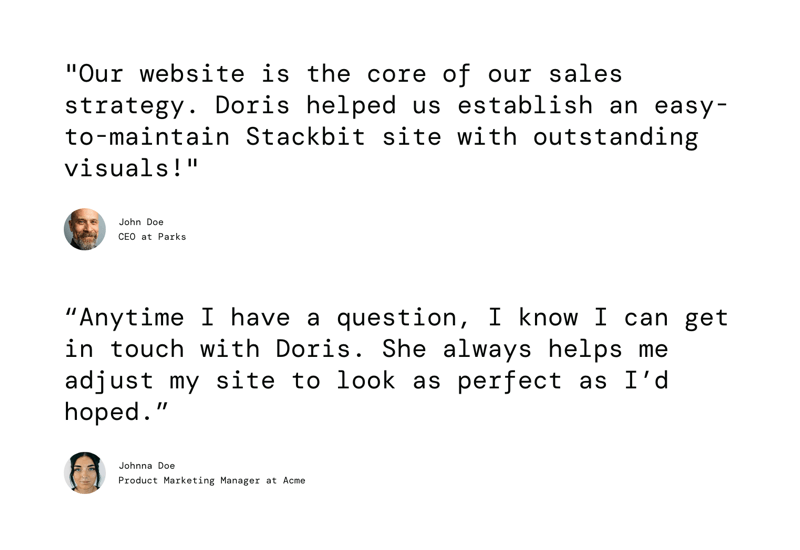 "Our website is the core of our sales
strategy. Doris helped us establish an easy-
to-maintain Stackbit site with outstanding
visuals!"
John Doe
CEO at Parks
“Anytime I have a question, I know I can get
in touch with Doris. She always helps me
adjust my site to look as perfect as I’d
hoped.”
Johnna Doe
Product Marketing Manager at Acme